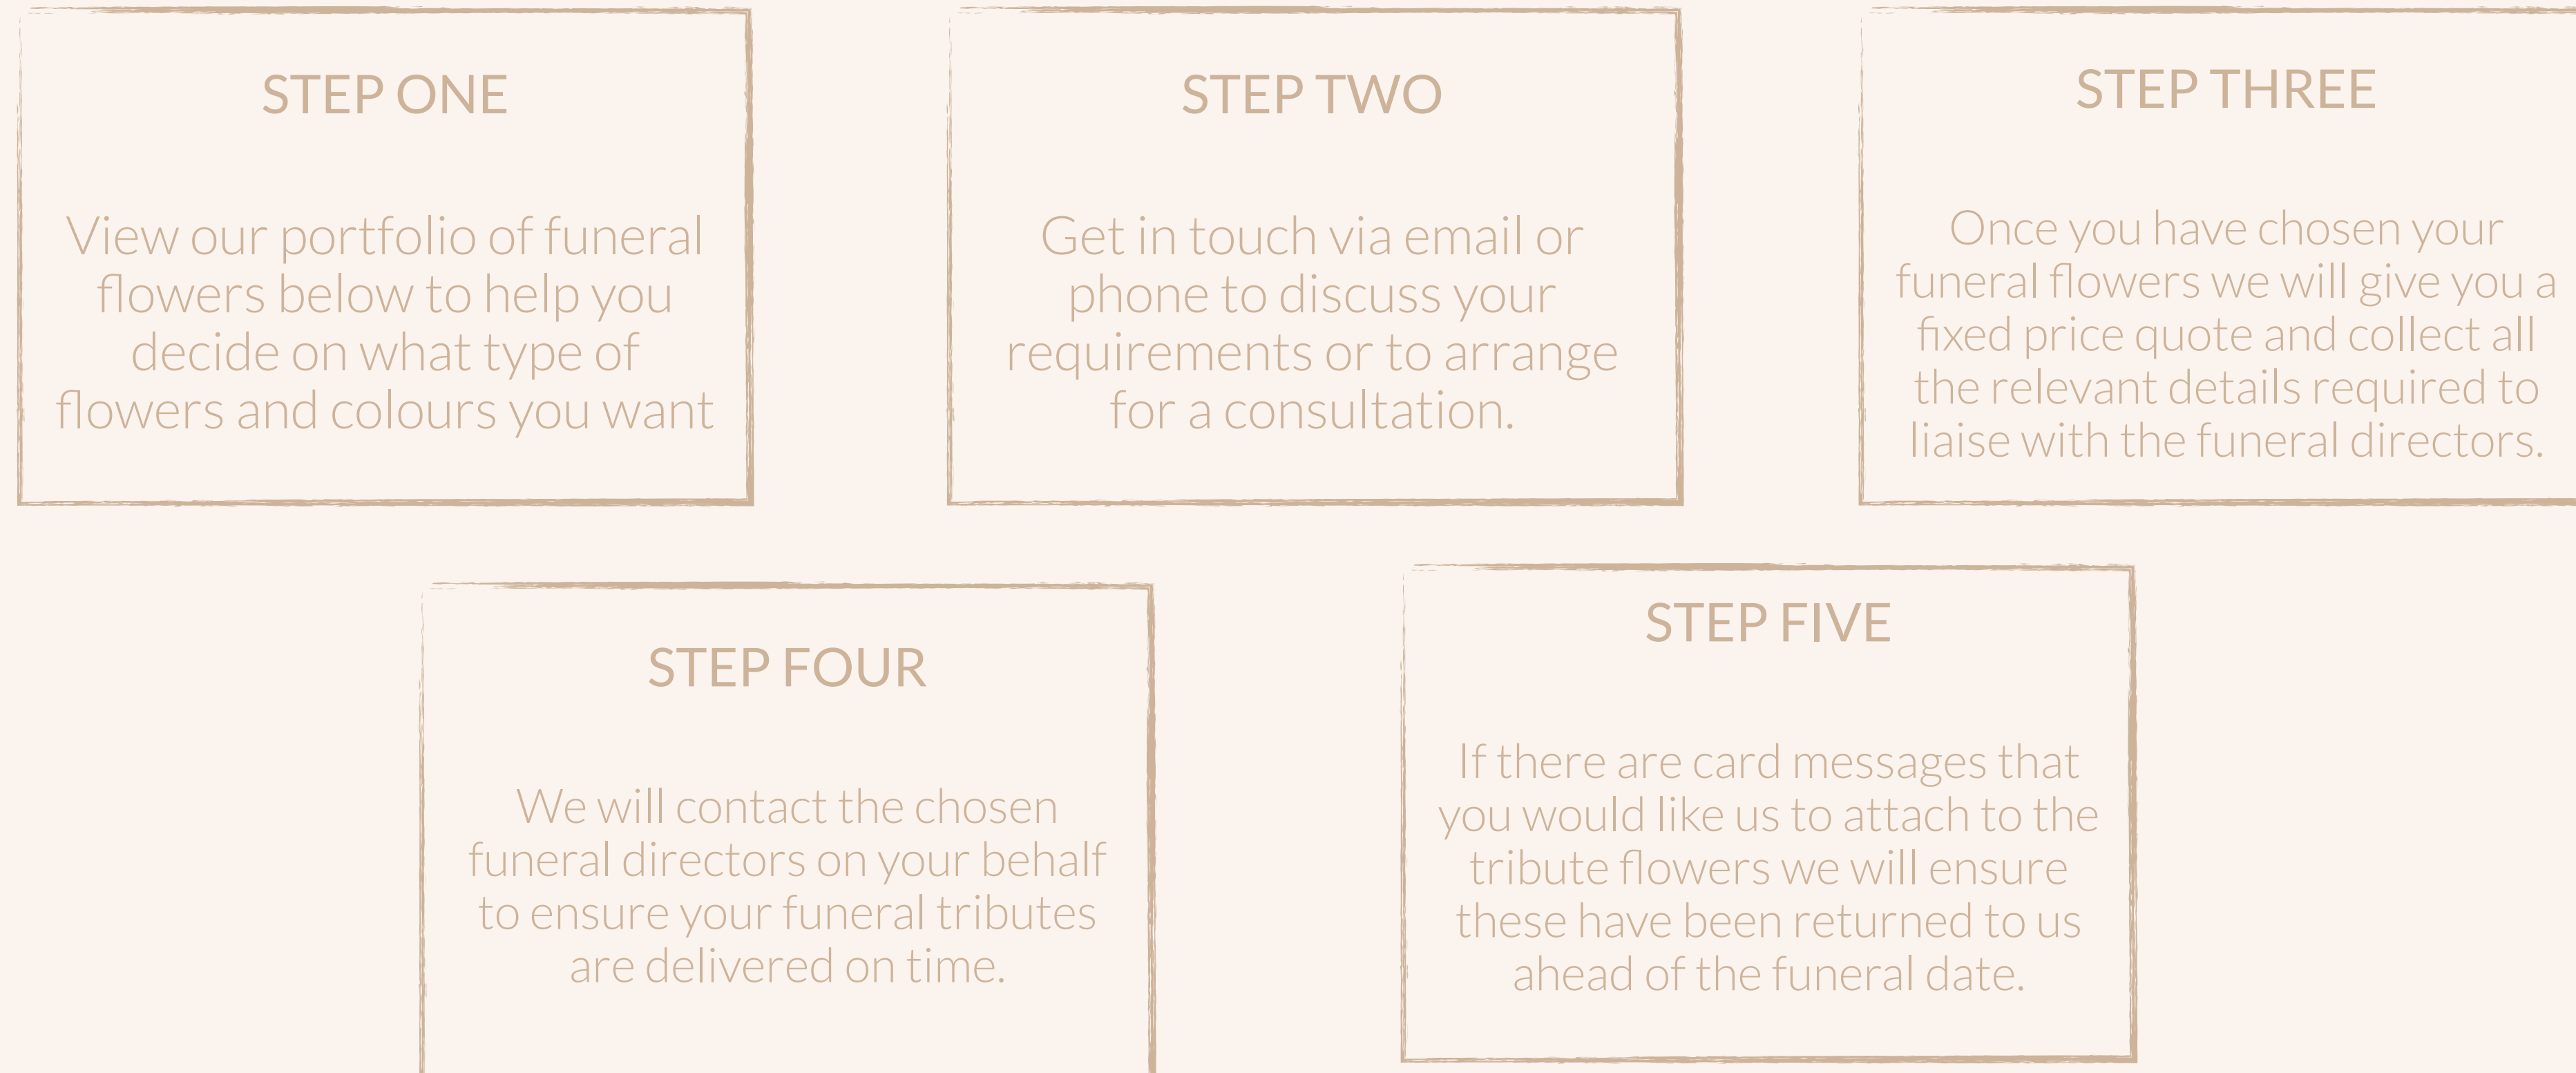 STEP ONE
View our portfolio of funeral
flowers below to help you
decide on what type of
flowers and colours you want
STEP TWO
Get in touch via email or
phone to discuss your
requirements or to arrange
for a consultation.
STEP THREE
Once you have chosen your
funeral flowers we will give you a
fixed price quote and collect all
the relevant details required to
liaise with the funeral directors.
STEP FOUR
We will contact the chosen
funeral directors on your behalf
to ensure your funeral tributes
are delivered on time.
STEP FIVE
If there are card messages that
you would like us to attach to the
tribute flowers we will ensure
these have been returned to us
ahead of the funeral date.